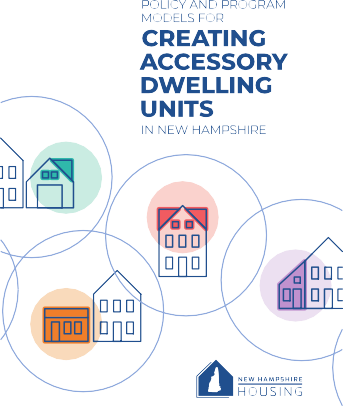 POLICY AND PROGRAM
MODELS FOR
CREATING
ACCESSORY
DWELLING
UNITS
IN NEW HAMPSHIRE
NEW HAMPSHIRE
HOUSING